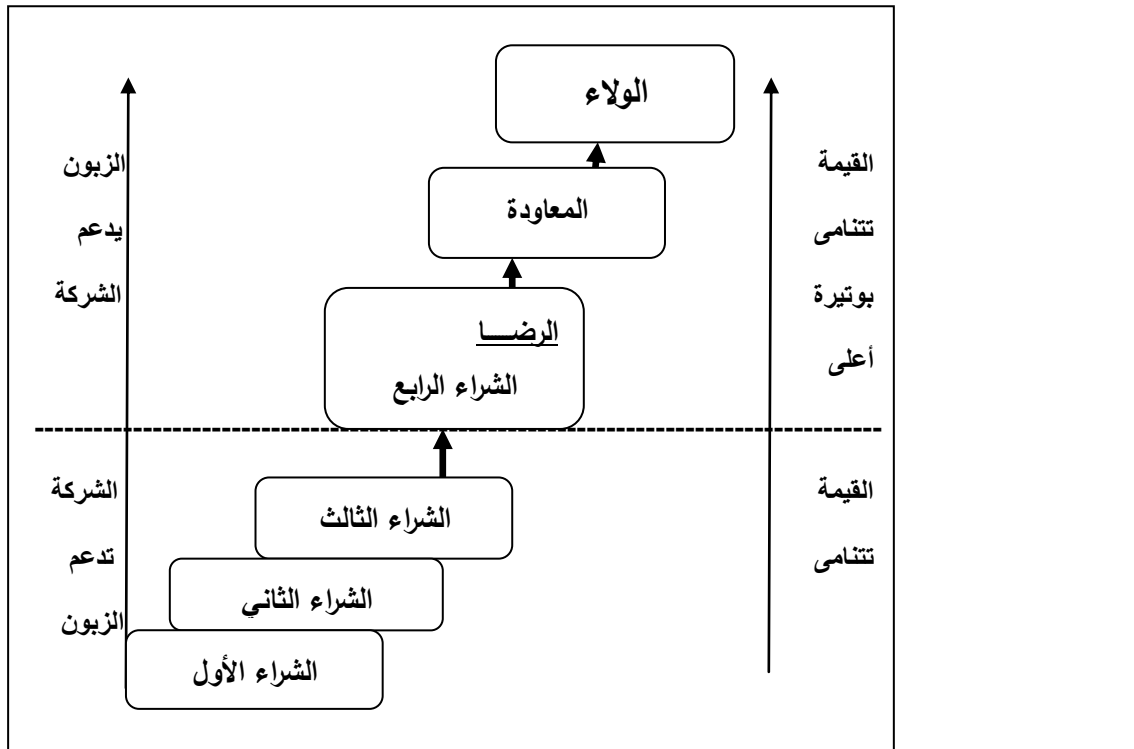 الولاء
القيمة
تتنامى
بوتيرة
أعلى
الزبون
يدعم
الشركة
المعاودة
الرضــا
الشراء الرابع
القيمة
تتنامى
الشركة
تدعم
الزبون
الشراء الثالث
الشراء الثاني
الشراء الأول